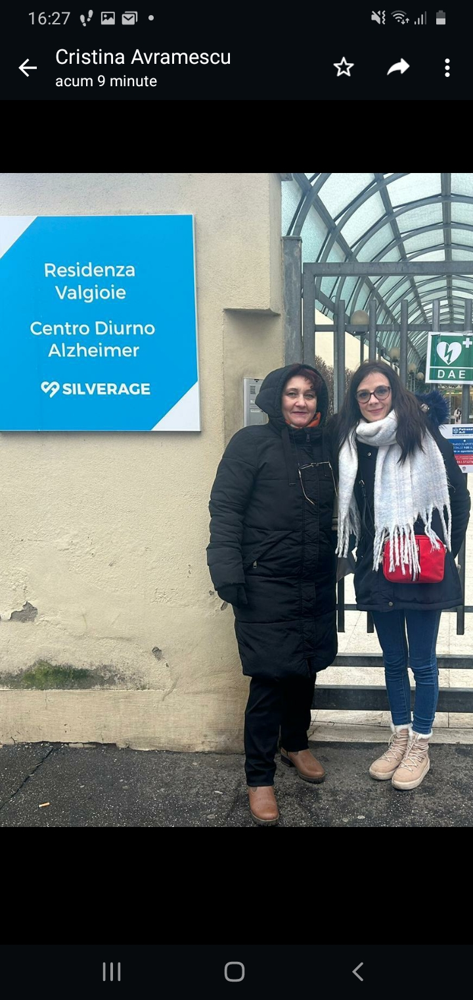 16:27
Cristina Avramescu
acum 9 minute
Residenza
Valgioie
Centro Diurno
Alzheimer
SILVERAGE
DAE